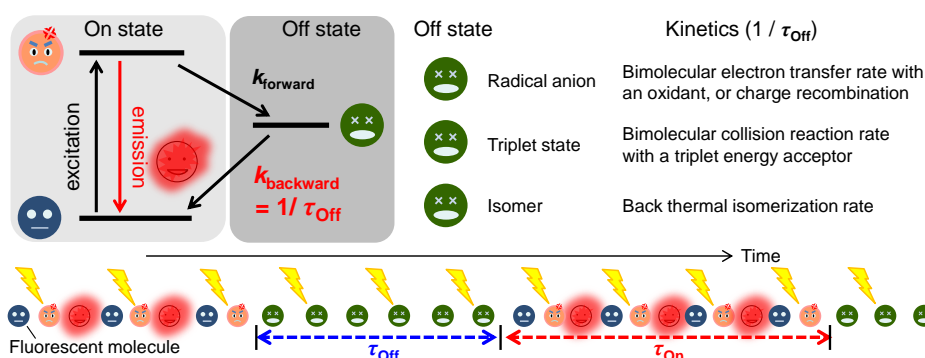 On state
Off state
excitation
emission
kforward
kbackward
= 1/ τOff
Off state
Kinetics (1 / τOff)
Radical anion
Bimolecular electron transfer rate with
an oxidant, or charge recombination
Triplet state
Bimolecular collision reaction rate
with a triplet energy acceptor
Isomer
Back thermal isomerization rate
Time
Fluorescent molecule
τOff
τOn